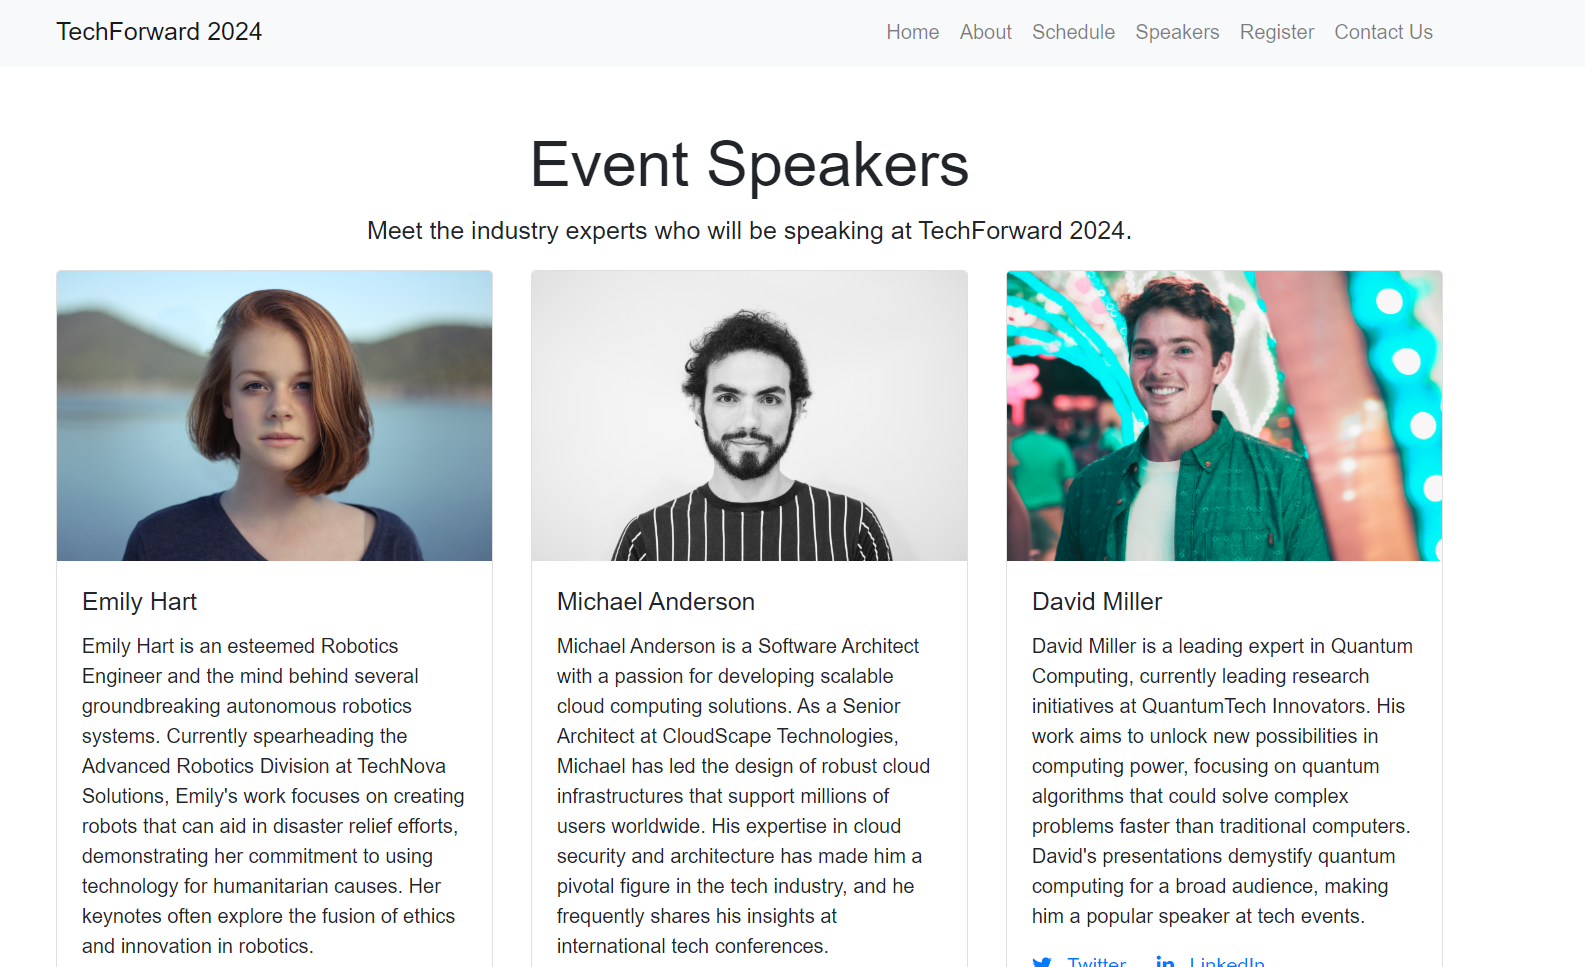 TechForward 2024
Home About Schedule Speakers Register Contact Us
Event Speakers
Meet the industry experts who will be speaking at TechForward 2024.
Emily Hart
Emily Hart is an esteemed Robotics
Engineer and the mind behind several
groundbreaking autonomous robotics
systems. Currently spearheading the
Advanced Robotics Division at TechNova
Solutions, Emily's work focuses on creating
robots that can aid in disaster relief efforts,
demonstrating her commitment to using
technology for humanitarian causes. Her
keynotes often explore the fusion of ethics
and innovation in robotics.
Michael Anderson
Michael Anderson is a Software Architect
with a passion for developing scalable
cloud computing solutions. As a Senior
Architect at CloudScape Technologies,
Michael has led the design of robust cloud
infrastructures that support millions of
users worldwide. His expertise in cloud
security and architecture has made him a
pivotal figure in the tech industry, and he
frequently shares his insights at
international tech conferences.
David Miller
David Miller is a leading expert in Quantum
Computing, currently leading research
initiatives at QuantumTech Innovators. His
work aims to unlock new possibilities in
computing power, focusing on quantum
algorithms that could solve complex
problems faster than traditional computers.
David's presentations demystify quantum
computing for a broad audience, making
him a popular speaker at tech events.
Twitter LinkedIn